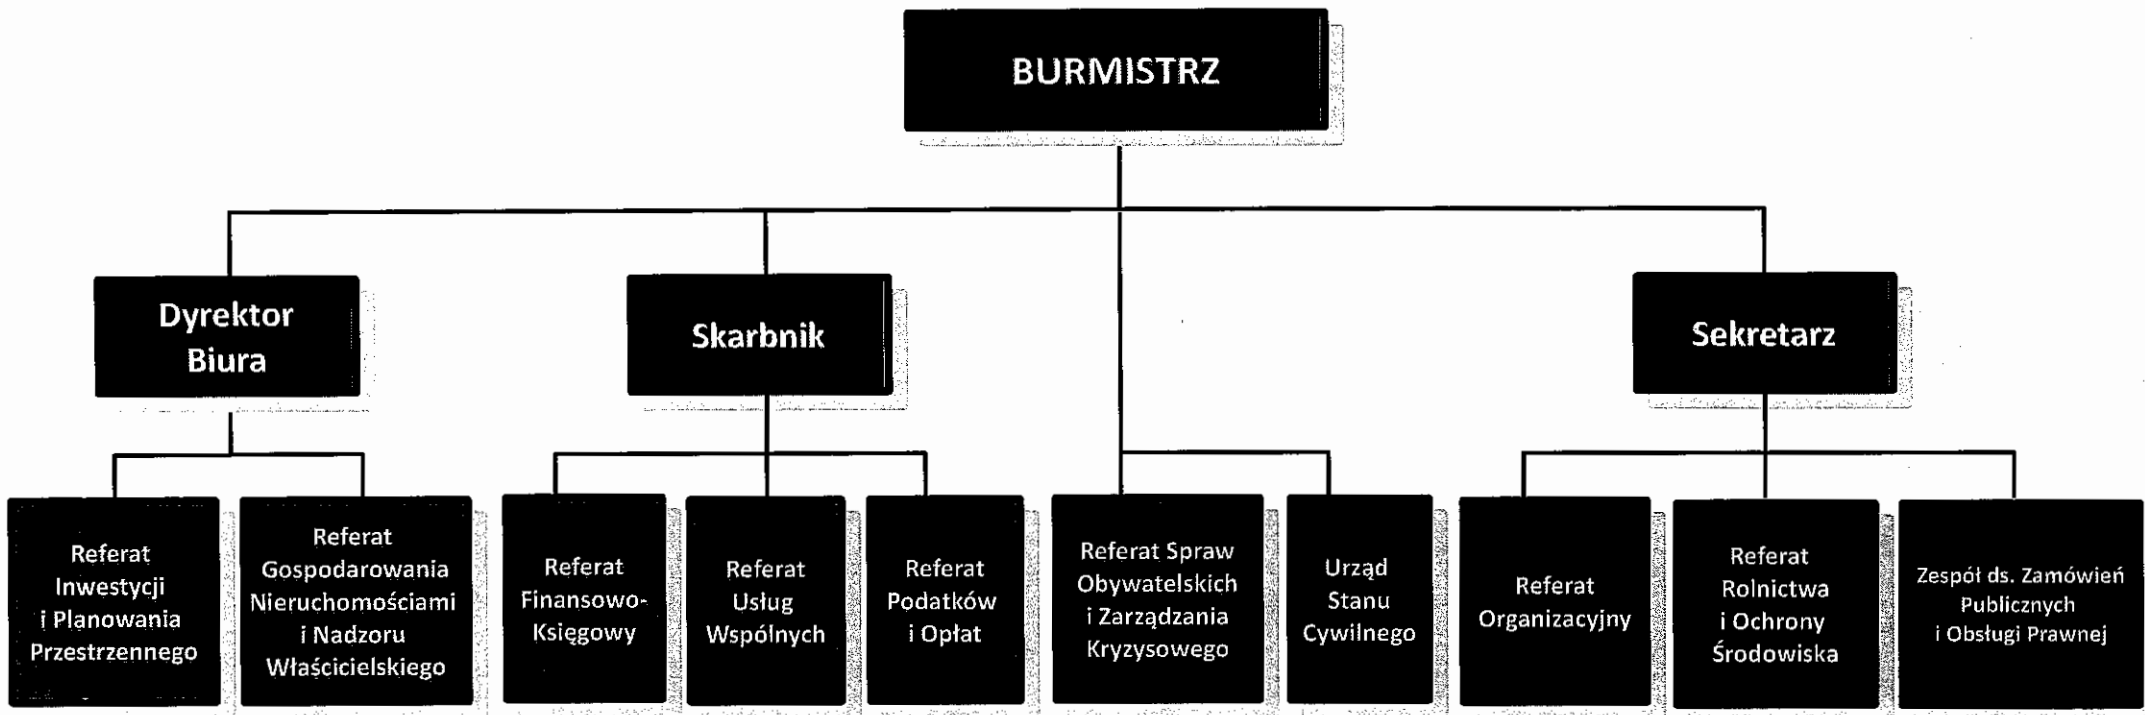 BURMISTRZ
Dyrektor
Biura
Skarbnik
Sekretarz
Referat
Inwestycji
i Planowania
Przestrzennego
Referat
Gospodarowania
Nieruchomościami
i Nadzoru
Właścicielskiego
Referat
Finansowo-
Księgowy
Referat
Usług
Wspólnych
Referat
Podatków
i Opłat
Referat Spraw
Obywatelskich
i Zarządzania
Kryzysowego
Urząd
Stanu
Cywilnego
Referat
Organizacyjny
Referat
Rolnictwa
i Ochrony
Środowiska
Zespół ds. Zamówień
Publicznych
i Obsługi Prawnej